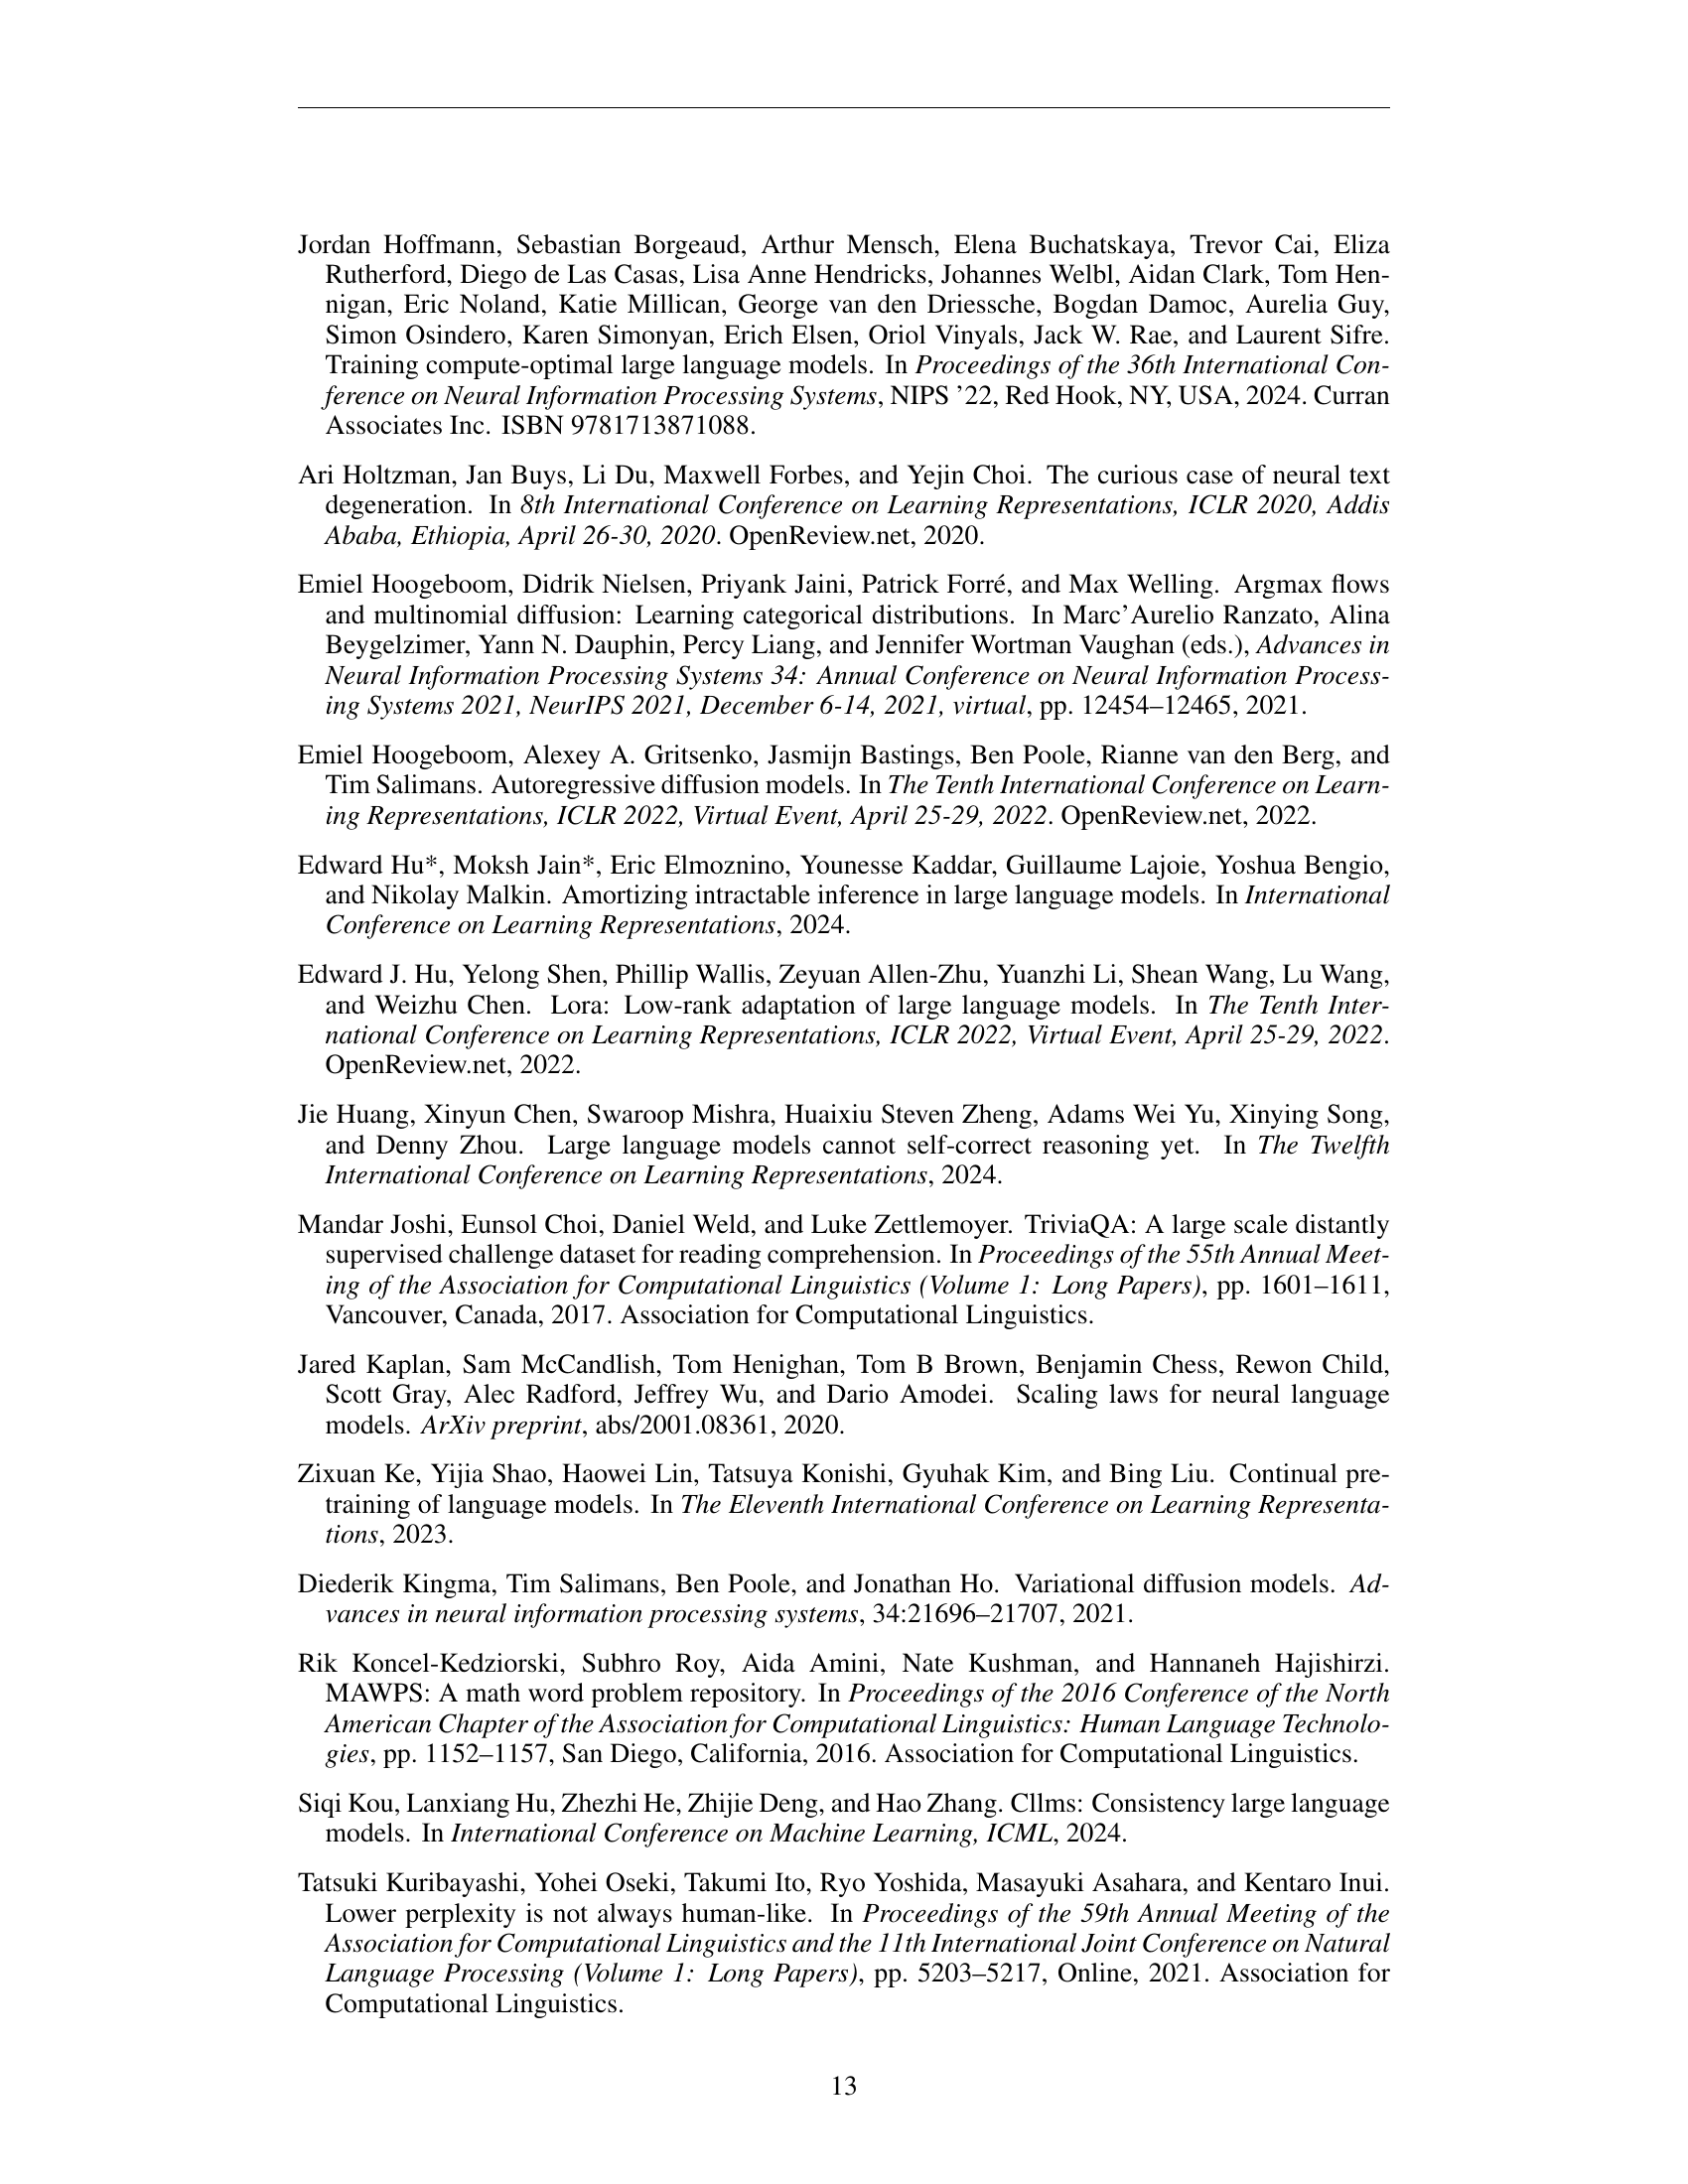 Jordan Hoffmann, Sebastian Borgeaud, Arthur Mensch, Elena Buchatskaya, Trevor Cai, Eliza
Rutherford, Diego de Las Casas, Lisa Anne Hendricks, Johannes Welbl, Aidan Clark, Tom Hen-
nigan, Eric Noland, Katie Millican, George van den Driessche, Bogdan Damoc, Aurelia Guy,
Simon Osindero, Karen Simonyan, Erich Elsen, Oriol Vinyals, Jack W. Rae, and Laurent Sifre.
Training compute-optimal large language models. In Proceedings of the 36th International Con-
ference on Neural Information Processing Systems, NIPS ’22, Red Hook, NY, USA, 2024. Curran
Associates Inc. ISBN 9781713871088.
Ari Holtzman, Jan Buys, Li Du, Maxwell Forbes, and Yejin Choi. The curious case of neural text
degeneration. In 8th International Conference on Learning Representations, ICLR 2020, Addis
Ababa, Ethiopia, April 26-30, 2020. OpenReview.net, 2020.
Emiel Hoogeboom, Didrik Nielsen, Priyank Jaini, Patrick Forré, and Max Welling. Argmax flows
and multinomial diffusion: Learning categorical distributions. In Marc’Aurelio Ranzato, Alina
Beygelzimer, Yann N. Dauphin, Percy Liang, and Jennifer Wortman Vaughan (eds.), Advances in
Neural Information Processing Systems 34: Annual Conference on Neural Information Process-
ing Systems 2021, NeurIPS 2021, December 6-14, 2021, virtual, pp. 12454–12465, 2021.
Emiel Hoogeboom, Alexey A. Gritsenko, Jasmijn Bastings, Ben Poole, Rianne van den Berg, and
Tim Salimans. Autoregressive diffusion models. In The Tenth International Conference on Learn-
ing Representations, ICLR 2022, Virtual Event, April 25-29, 2022. OpenReview.net, 2022.
Edward Hu*, Moksh Jain*, Eric Elmoznino, Younesse Kaddar, Guillaume Lajoie, Yoshua Bengio,
and Nikolay Malkin. Amortizing intractable inference in large language models. In International
Conference on Learning Representations, 2024.
Edward J. Hu, Yelong Shen, Phillip Wallis, Zeyuan Allen-Zhu, Yuanzhi Li, Shean Wang, Lu Wang,
and Weizhu Chen. Lora: Low-rank adaptation of large language models. In The Tenth Inter-
national Conference on Learning Representations, ICLR 2022, Virtual Event, April 25-29, 2022.
OpenReview.net, 2022.
Jie Huang, Xinyun Chen, Swaroop Mishra, Huaixiu Steven Zheng, Adams Wei Yu, Xinying Song,
and Denny Zhou. Large language models cannot self-correct reasoning yet. In The Twelfth
International Conference on Learning Representations, 2024.
Mandar Joshi, Eunsol Choi, Daniel Weld, and Luke Zettlemoyer. TriviaQA: A large scale distantly
supervised challenge dataset for reading comprehension. In Proceedings of the 55th Annual Meet-
ing of the Association for Computational Linguistics (Volume 1: Long Papers), pp. 1601–1611,
Vancouver, Canada, 2017. Association for Computational Linguistics.
Jared Kaplan, Sam McCandlish, Tom Henighan, Tom B Brown, Benjamin Chess, Rewon Child,
Scott Gray, Alec Radford, Jeffrey Wu, and Dario Amodei. Scaling laws for neural language
models. ArXiv preprint, abs/2001.08361, 2020.
Zixuan Ke, Yijia Shao, Haowei Lin, Tatsuya Konishi, Gyuhak Kim, and Bing Liu. Continual pre-
training of language models. In The Eleventh International Conference on Learning Representa-
tions, 2023.
Diederik Kingma, Tim Salimans, Ben Poole, and Jonathan Ho. Variational diffusion models. Ad-
vances in neural information processing systems, 34:21696–21707, 2021.
Rik Koncel-Kedziorski, Subhro Roy, Aida Amini, Nate Kushman, and Hannaneh Hajishirzi.
MAWPS: A math word problem repository. In Proceedings of the 2016 Conference of the North
American Chapter of the Association for Computational Linguistics: Human Language Technolo-
gies, pp. 1152–1157, San Diego, California, 2016. Association for Computational Linguistics.
Siqi Kou, Lanxiang Hu, Zhezhi He, Zhijie Deng, and Hao Zhang. Cllms: Consistency large language
models. In International Conference on Machine Learning, ICML, 2024.
Tatsuki Kuribayashi, Yohei Oseki, Takumi Ito, Ryo Yoshida, Masayuki Asahara, and Kentaro Inui.
Lower perplexity is not always human-like. In Proceedings of the 59th Annual Meeting of the
Association for Computational Linguistics and the 11th International Joint Conference on Natural
Language Processing (Volume 1: Long Papers), pp. 5203–5217, Online, 2021. Association for
Computational Linguistics.
13